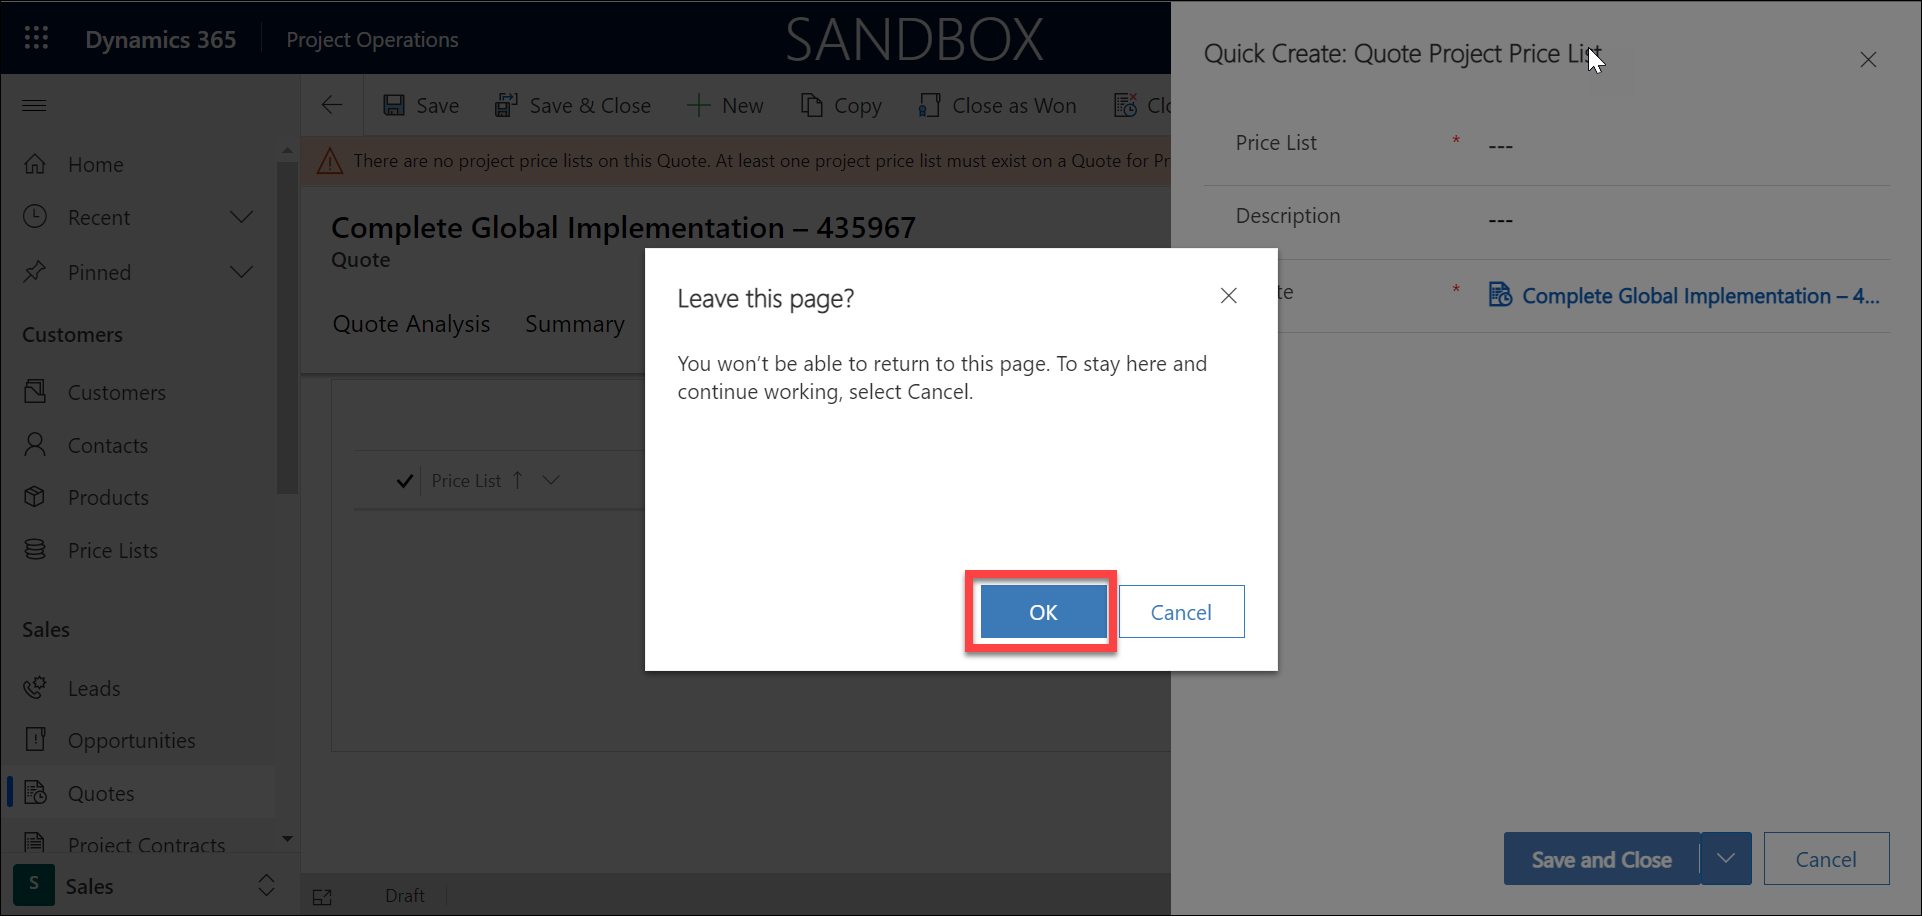 Dynamics 365
Project Operations
SANDBOX
Save
Save & Close
New
Copy
Close as Won
There are no project price lists on this Quote. At least one project price list must exist on a Quote for
Home
Recent
Pinned
Customers
Customers
Contacts
Products
Price Lists
Sales
Leads
Opportunities
Quotes
Project Contracts
S
Sales
Complete Global Implementation – 435967
Quote
Quote Analysis
Summary
Price List
Draft
Leave this page?
You won't be able to return to this page. To stay here and
continue working, select Cancel.
OK
Cancel
Quick Create: Quote Project Price List
Price List * ---
Description ---
* Complete Global Implementation – 4...
Save and Close
Cancel